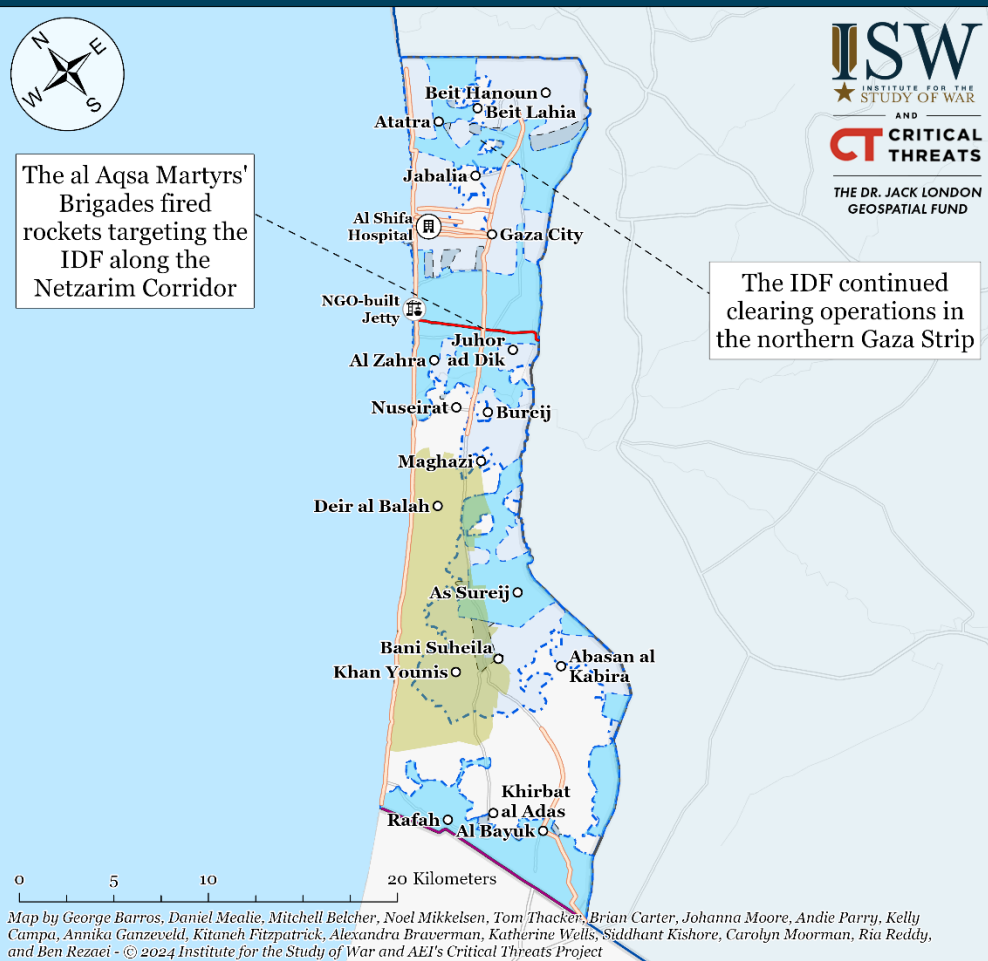 N
E
W
S
ISW
INSTITUTE FOR THE
STUDY OF WAR
AND
CT CRITICAL
THREATS
THE DR. JACK LONDON
GEOSPATIAL FUND
The al Aqsa Martyrs'
Brigades fired
rockets targeting the
IDF along the
Netzarim Corridor
The IDF continued
clearing operations in
the northern Gaza Strip
Beit Hanoun
Beit Lahia
Atatra
Jabalia
Al Shifa
Hospital
Gaza City
NGO-built
Jetty
Juhor
ad Dik
Al Zahra
Nuseirat
Bureij
Maghazi
Deir al Balah
As Sureij
Bani Suheila
Khan Younis
Abasan al
Kabira
Khirbat
al Adas
Rafah
Al Bayuk
0 5 10 20 Kilometers
Map by George Barros, Daniel Mealie, Mitchell Belcher, Noel Mikkelsen, Tom Thacker, Brian Carter, Johanna Moore, Andie Parry, Kelly
Campa, Annika Ganzeveld, Kitaneh Fitzpatrick, Alexandra Braverman, Katherine Wells, Siddhant Kishore, Carolyn Moorman, Ria Reddy,
and Ben Rezaei - © 2024 Institute for the Study of War and AEI's Critical Threats Project